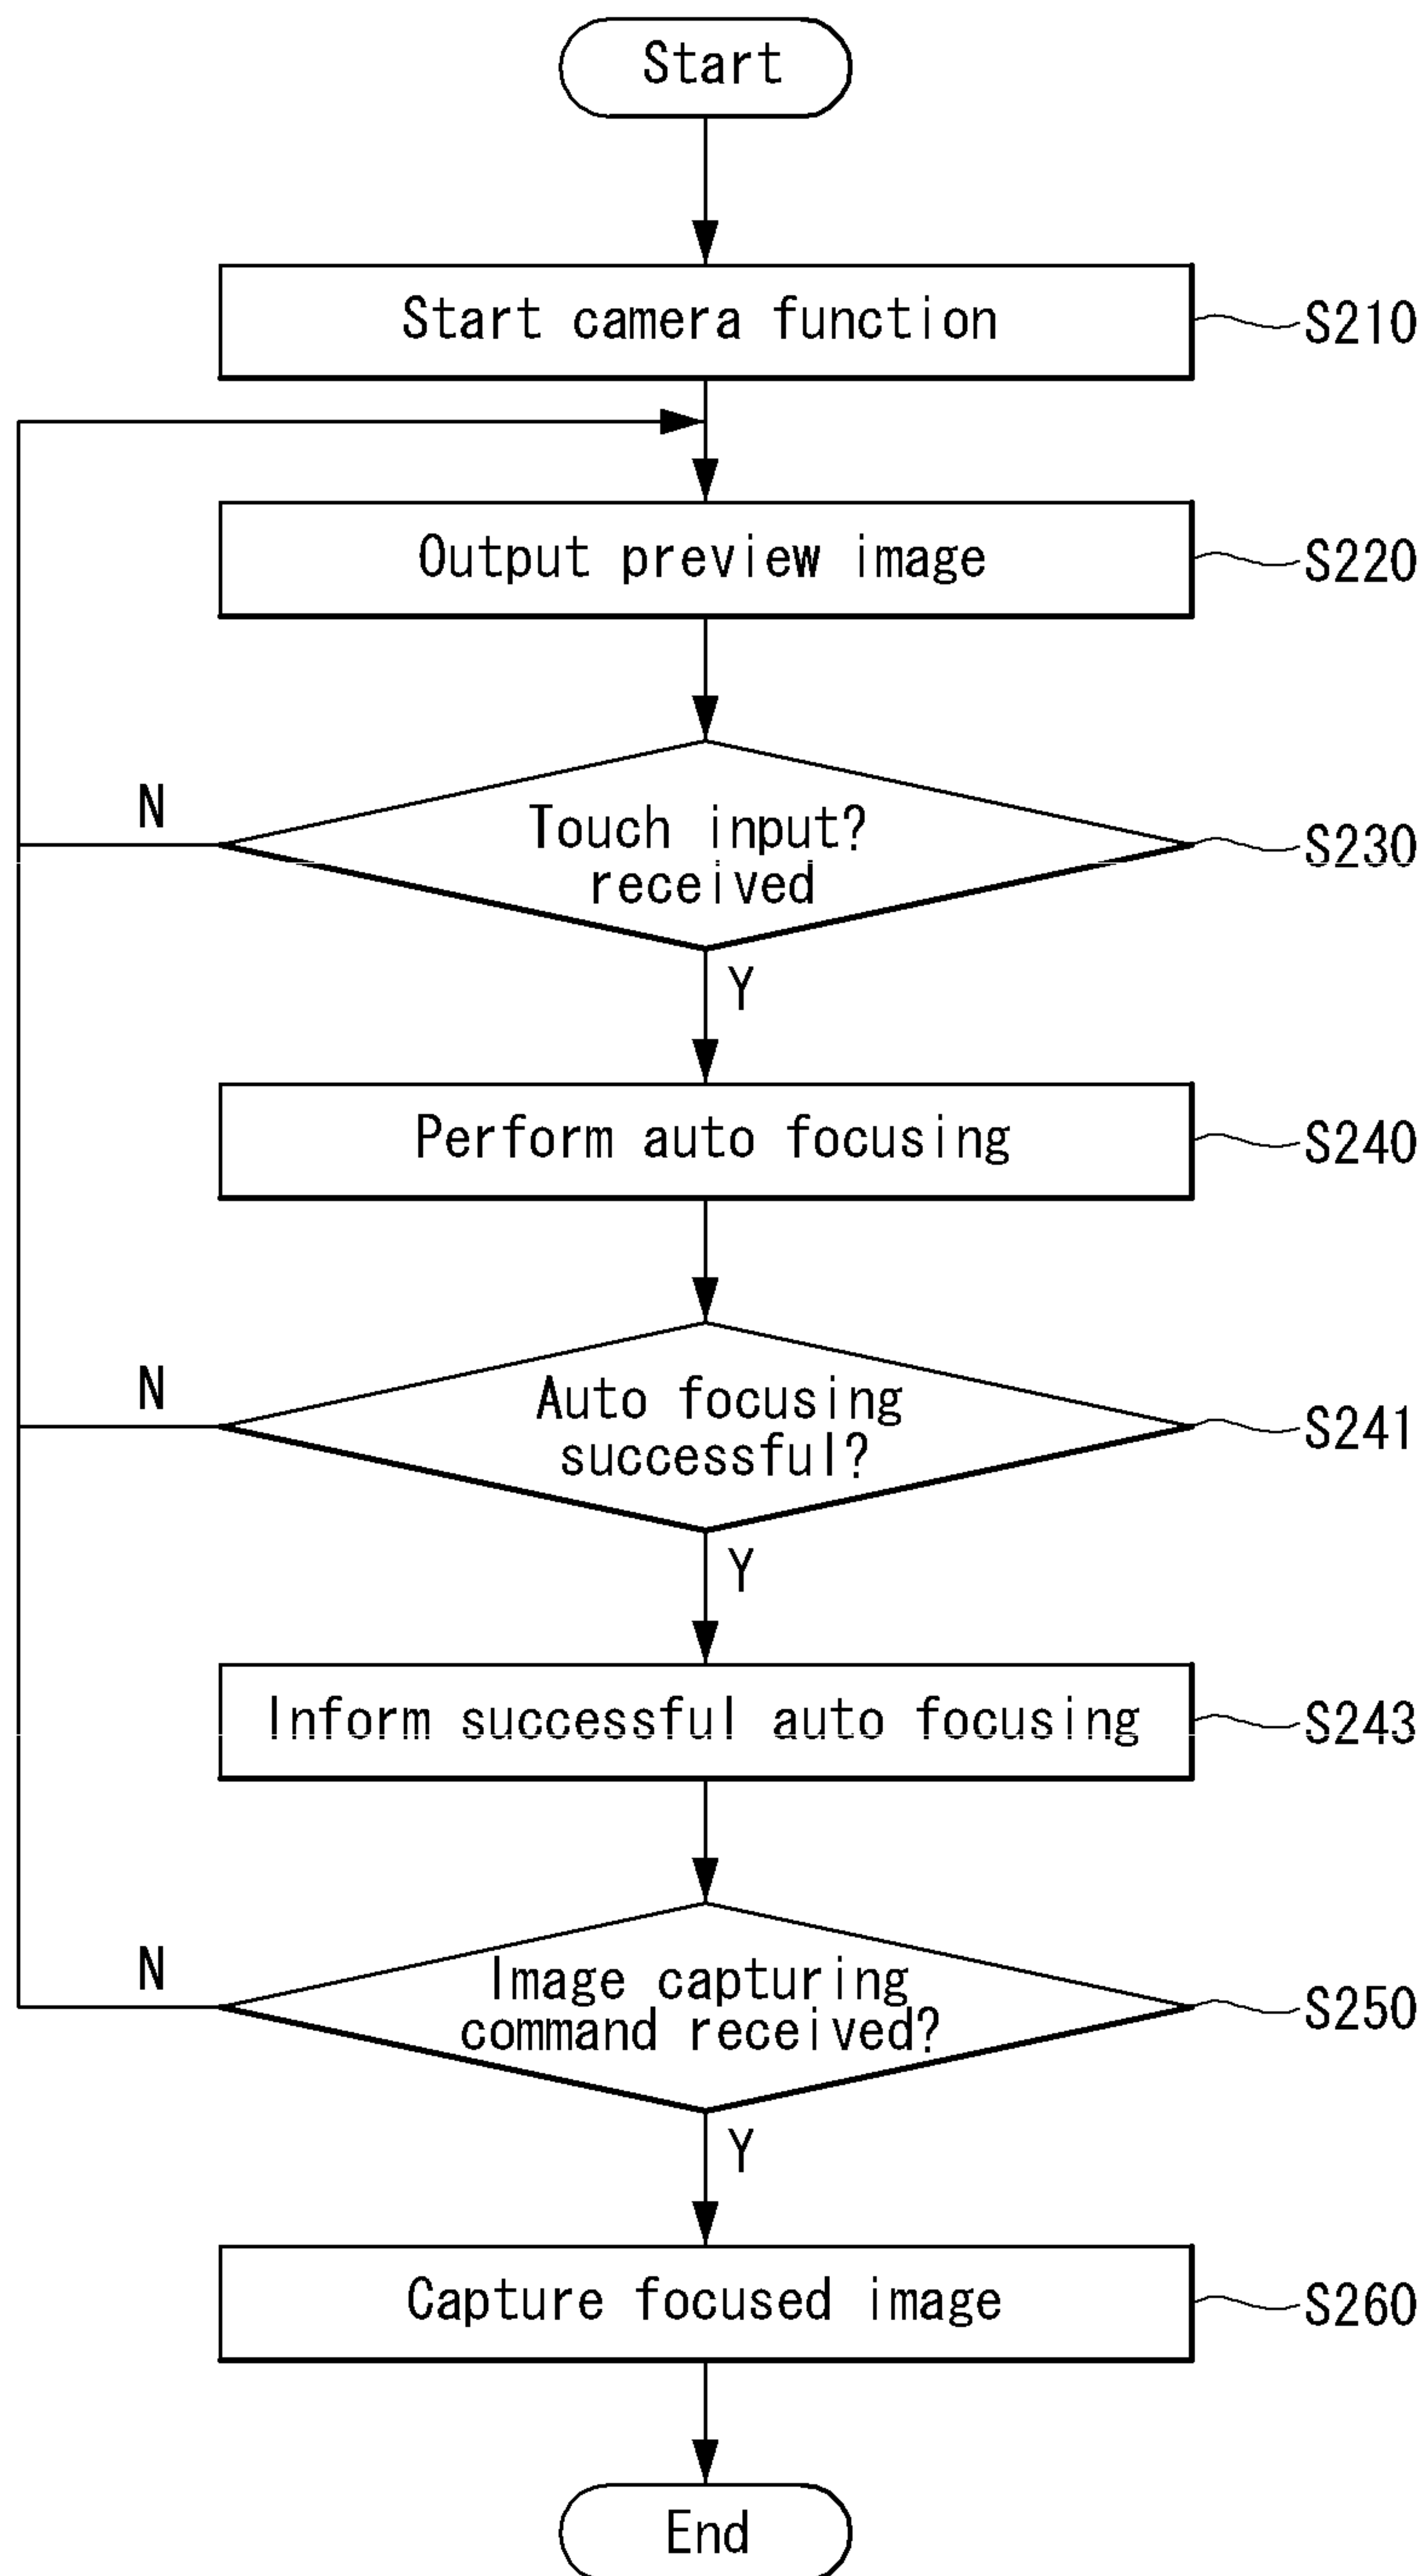 Start
Start camera function
S210
Output preview image
S220
N
Touch input?
received
S230
Y
Perform auto focusing
S240
N
Auto focusing
successful?
S241
Y
Inform successful auto focusing
S243
N
Image capturing
command received?
S250
Y
Capture focused image
S260
End